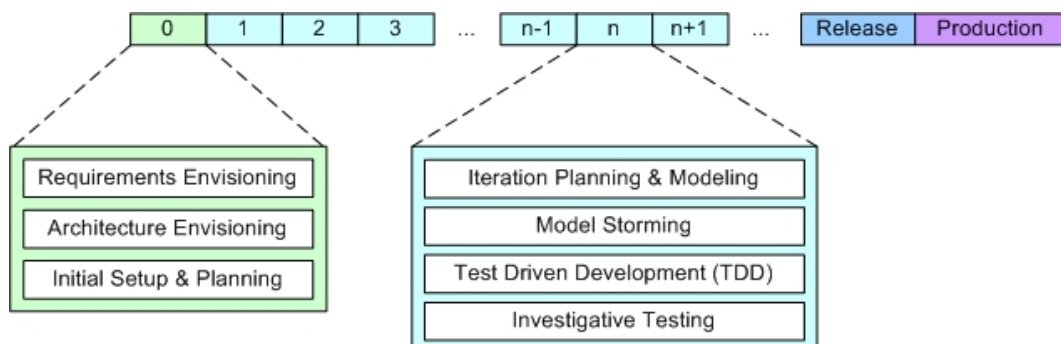 0 1 2 3 ... n-1 n n+1 ... Release Production
Requirements Envisioning
Architecture Envisioning
Initial Setup & Planning
Iteration Planning & Modeling
Model Storming
Test Driven Development (TDD)
Investigative Testing